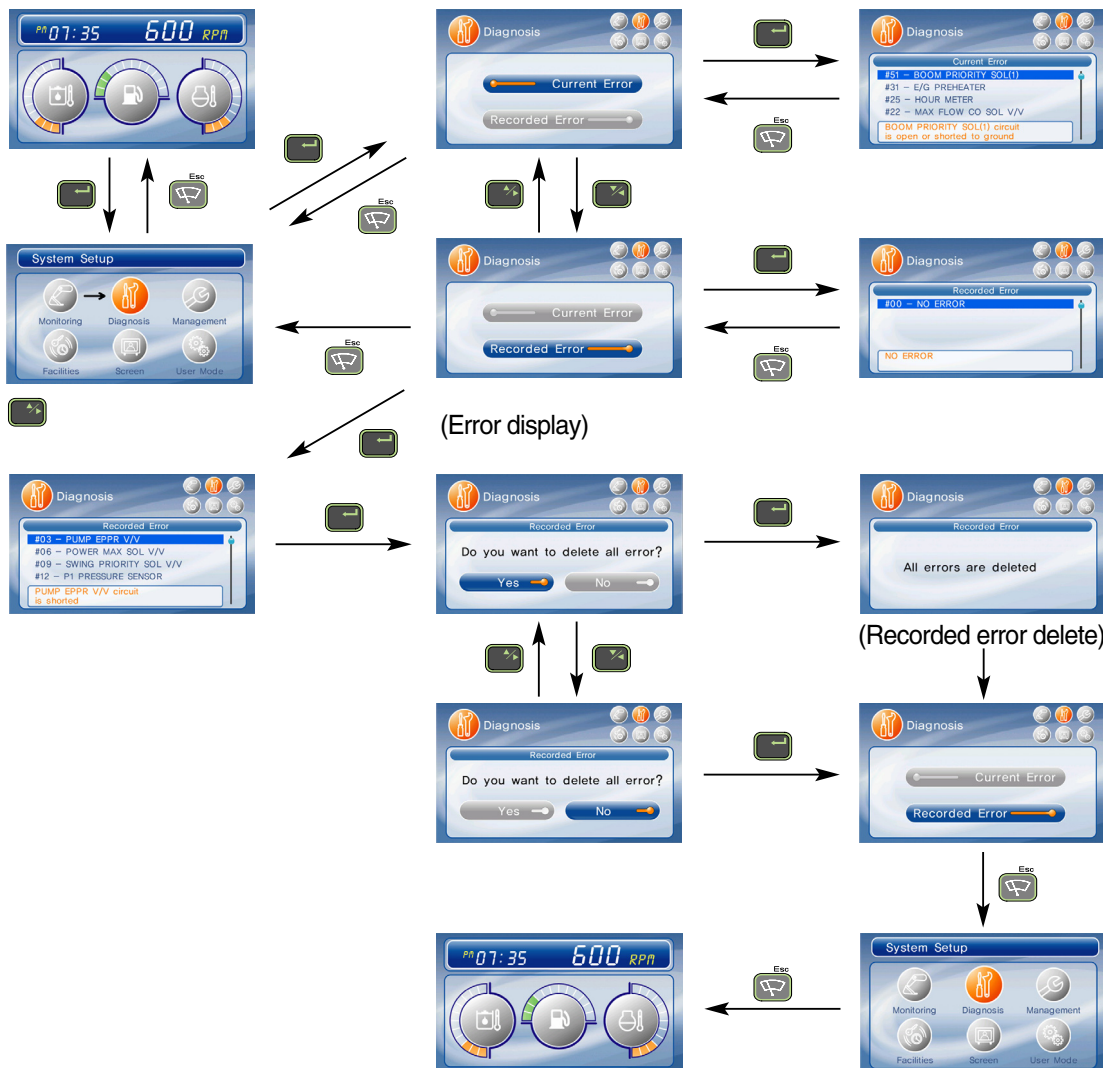 PM 07:35 600 RPM
Diagnosis
Current Error
Recorded Error
Diagnosis
Current Error
#51 – BOOM PRIORITY SOL(1)
#31 – E/G PREHEATER
#25 – HOUR METER
#22 – MAX FLOW CO SOL V/V
BOOM PRIORITY SOL(1) circuit
is open or shorted to ground
Esc
Esc
Esc
System Setup
Monitoring Diagnosis Management
Facilities Screen User Mode
Diagnosis
Current Error
Recorded Error
Diagnosis
Recorded Error
#00 – NO ERROR
NO ERROR
Esc
Esc
(Error display)
Diagnosis
Recorded Error
#03 – PUMP EPPR V/V
#06 – POWER MAX SOL V/V
#09 – SWING PRIORITY SOL V/V
#12 – P1 PRESSURE SENSOR
PUMP EPPR V/V circuit
is shorted
Diagnosis
Recorded Error
Do you want to delete all error?
Yes No
Diagnosis
Recorded Error
All errors are deleted
(Recorded error delete)
Diagnosis
Recorded Error
Do you want to delete all error?
Yes No
Diagnosis
Current Error
Recorded Error
Esc
PM 07:35 600 RPM
Esc
System Setup
Monitoring Diagnosis Management
Facilities Screen User Mode